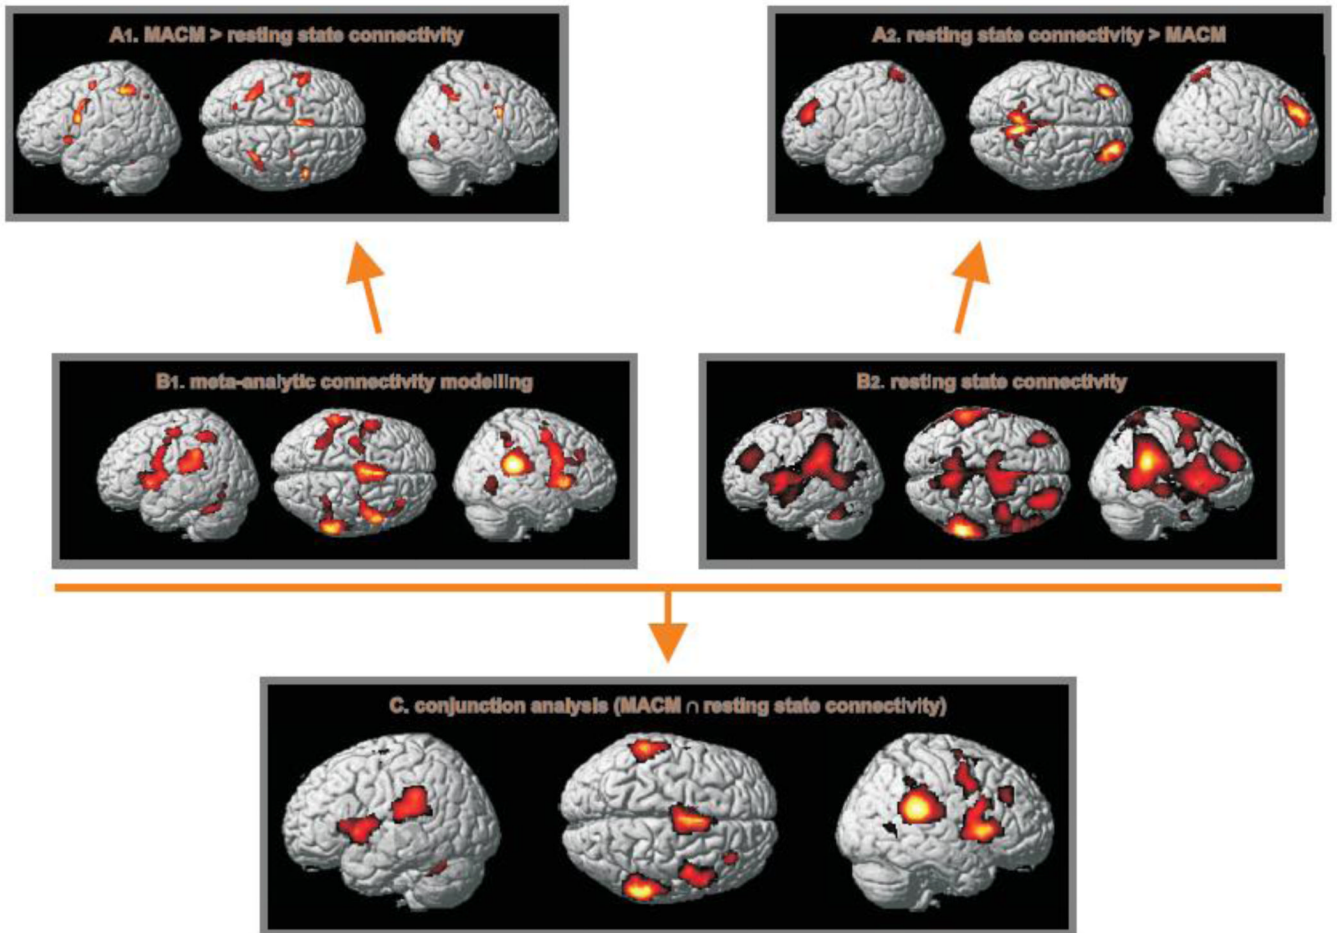 A1. MACM > resting state connectivity
A2. resting state connectivity > MACM
B1. meta-analytic connectivity modelling
B2. resting state connectivity
C. conjunction analysis (MACM ∩ resting state connectivity)